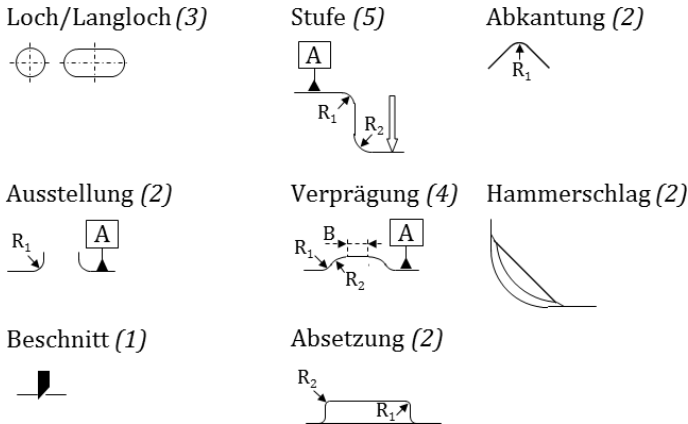 Loch/Langloch (3)
Stufe (5)
A
R1
R2
Abkantung (2)
R1
Ausstellung (2)
R1
A
Verprägung (4)
B
R1
A
R2
Hammerschlag (2)
Beschnitt (1)
Absetzung (2)
R2
R1